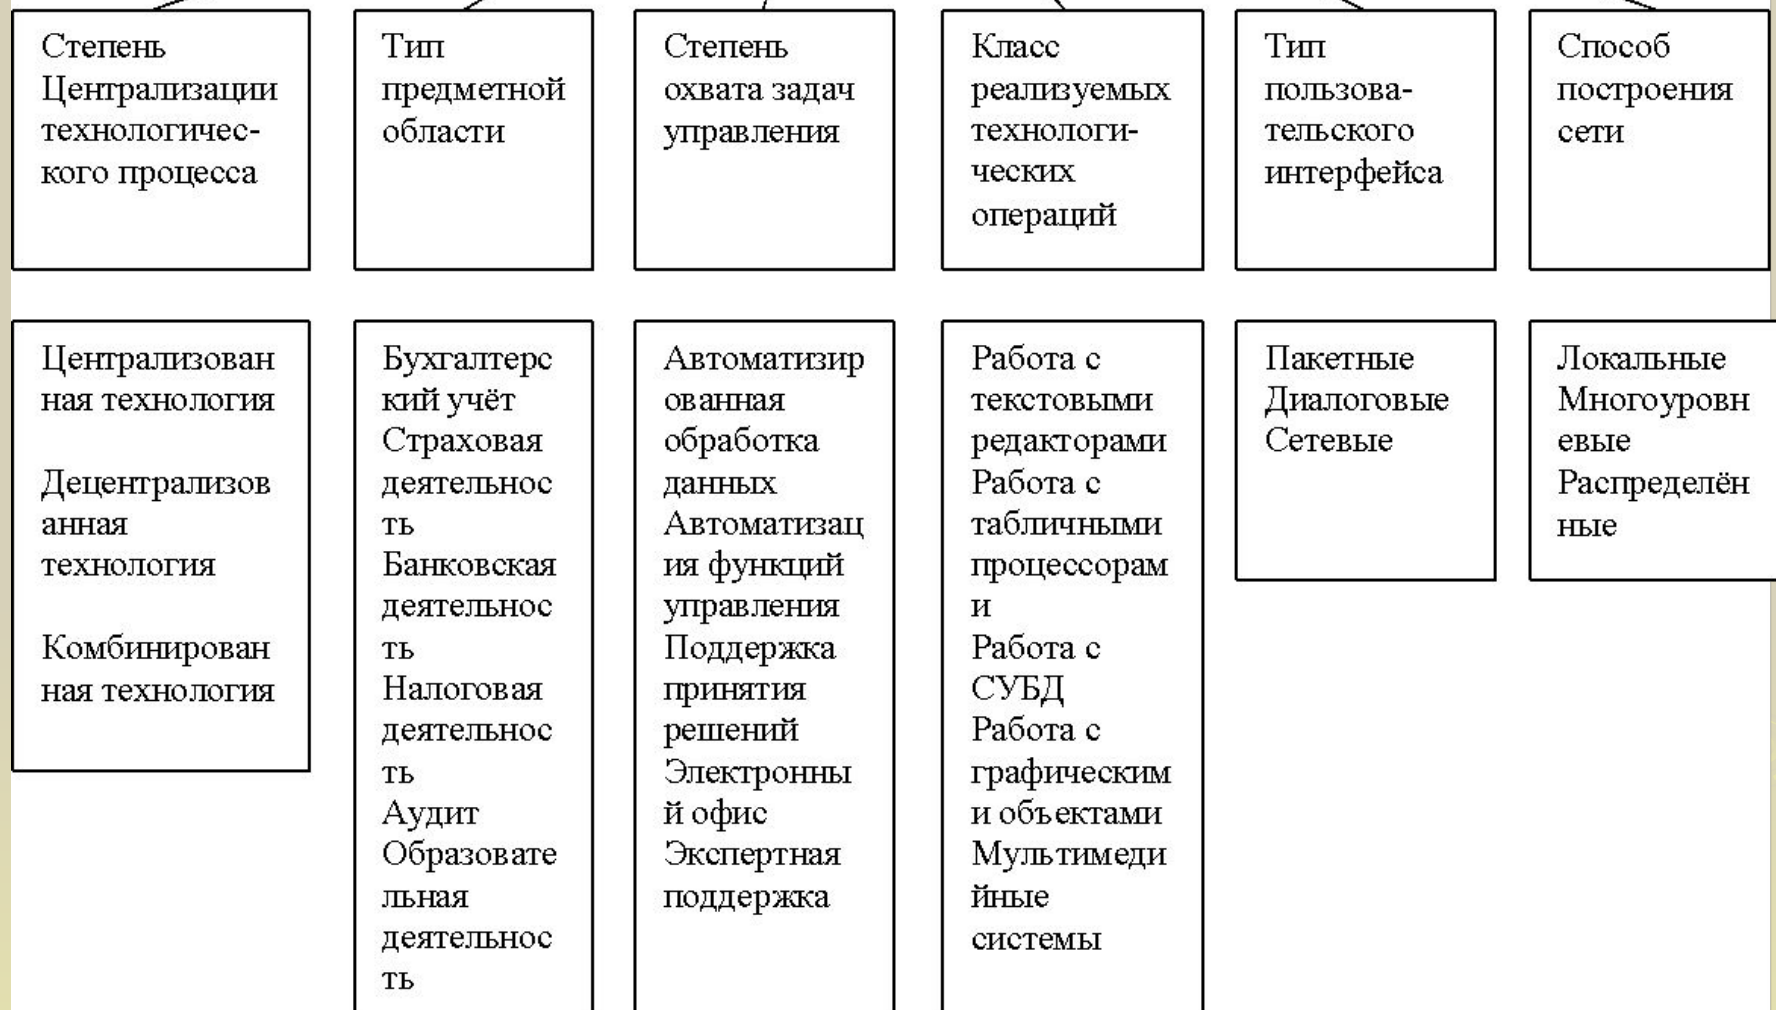 Степень
Централизации
технологичес-
кого процесса
Тип
предметной
области
Степень
охвата задач
управления
Класс
реализуемых
технологи-
ческих
операций
Тип
пользова-
тельского
интерфейса
Способ
построения
сети
Централизован
ная технология
Децентрализов
анная
технология
Комбинирован
ная технология
Бухгалтерс
кий учёт
Страховая
деятельнос
ть
Банковская
деятельнос
ть
Налоговая
деятельнос
ть
Аудит
Образовате
льная
деятельнос
ть
Автоматизир
ованная
обработка
данных
Автоматизац
ия функций
управления
Поддержка
принятия
решений
Электронны
й офис
Экспертная
поддержка
Работа с
текстовыми
редакторами
Работа с
табличными
процессорам
и
Работа с
СУБД
Работа с
графическим
и объектами
Мультимеди
йные
системы
Пакетные
Диалоговые
Сетевые
Локальные
Многоуровн
евые
Распределён
ные